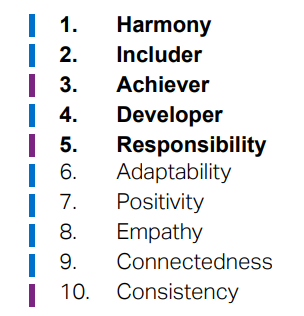 1. Harmony
2. Includer
3. Achiever
4. Developer
5. Responsibility
6. Adaptability
7. Positivity
8. Empathy
9. Connectedness
10. Consistency